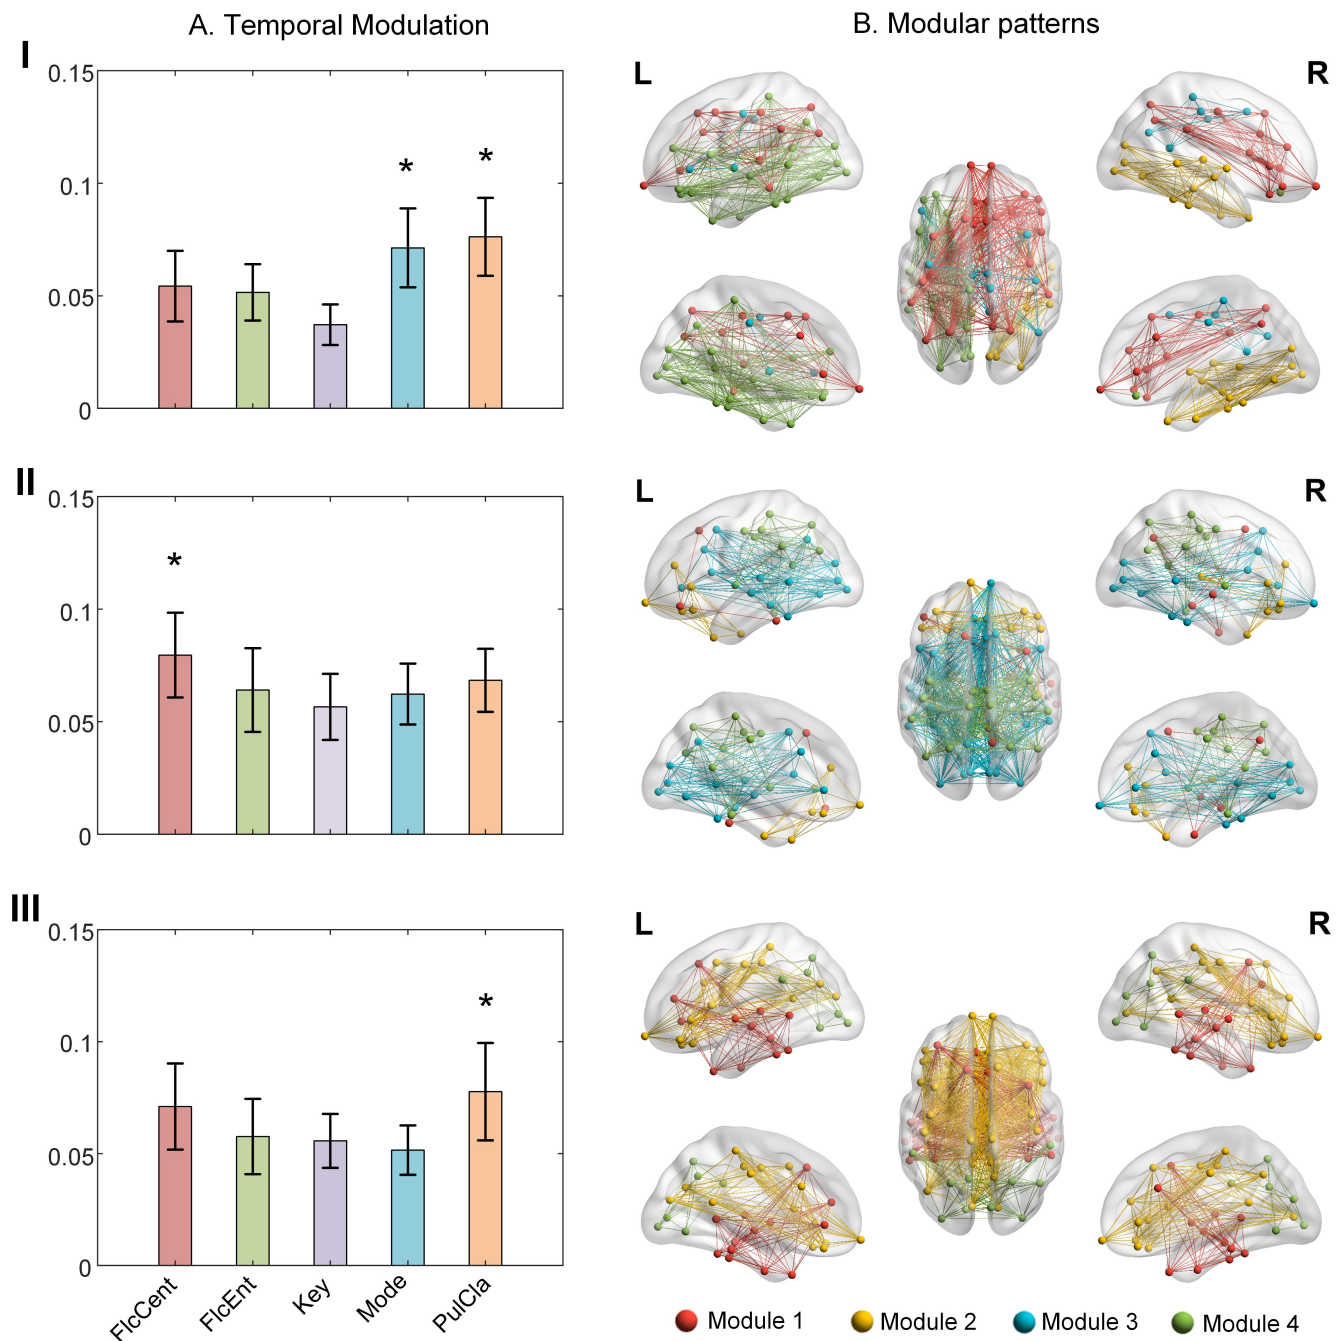 A. Temporal Modulation
B. Modular patterns
I
0.15
0.1
0.05
0
*
*
L
R
II
0.15
0.1
0.05
0
*
L
R
III
0.15
0.1
0.05
0
*
FlcCent
FlcEnt
Key
Mode
PulCla
L
R
Module 1
Module 2
Module 3
Module 4